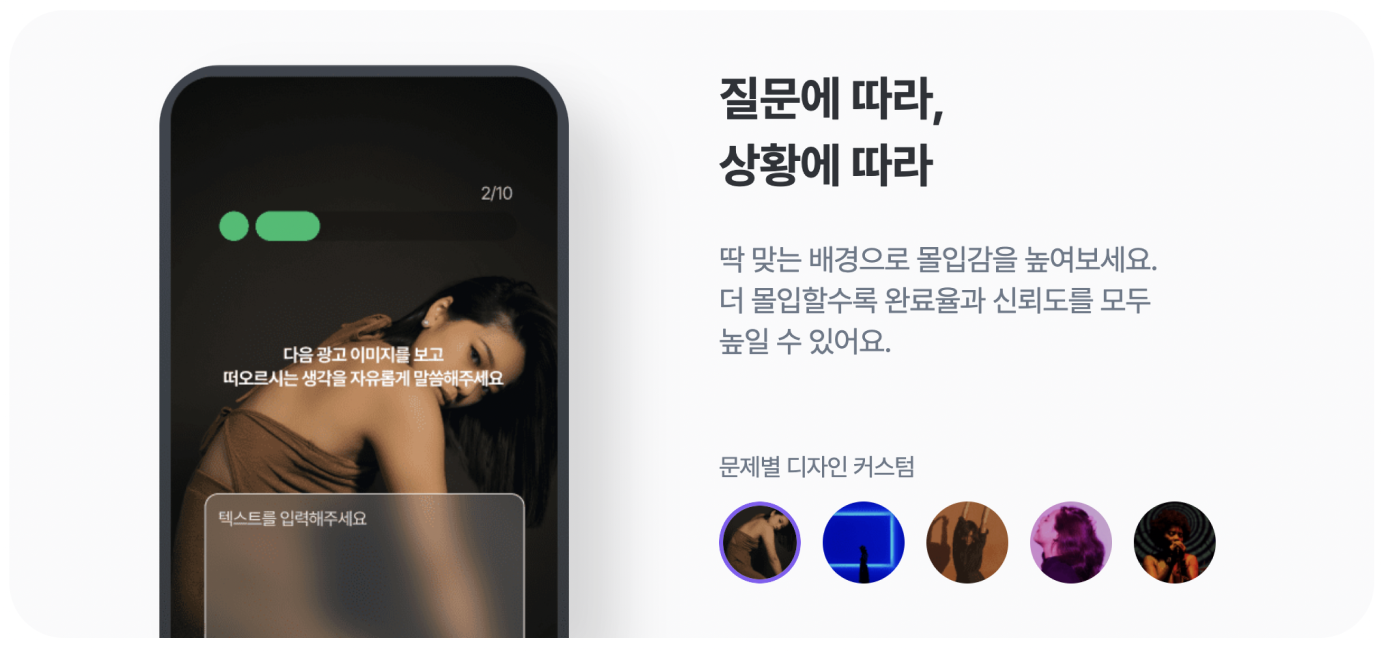 2/10
다음 광고 이미지를 보고
떠오르시는 생각을 자유롭게 말씀해주세요
텍스트를 입력해주세요
질문에 따라,
상황에 따라
딱 맞는 배경으로 몰입감을 높여보세요.
더 몰입할수록 완료율과 신뢰도를 모두
높일 수 있어요.
문제별 디자인 커스텀